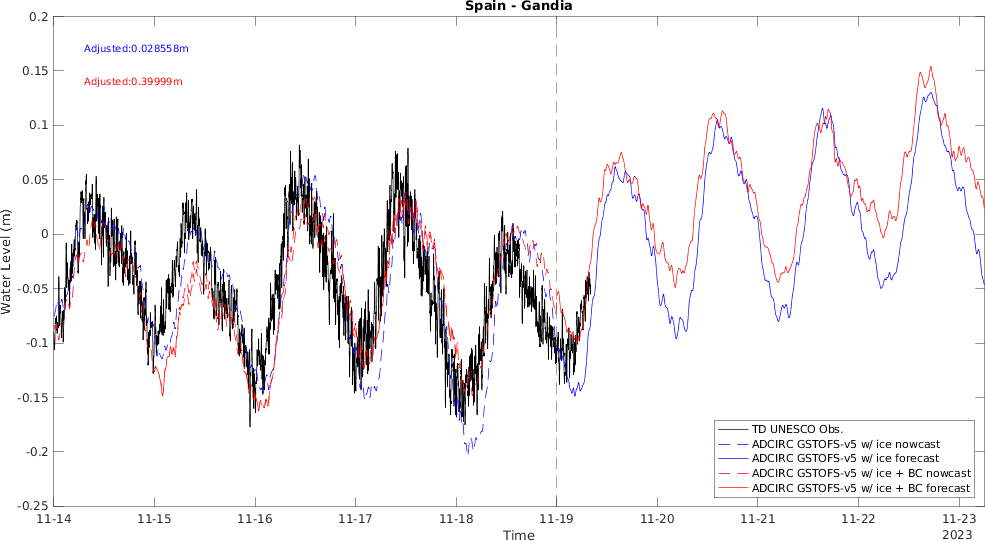 Spain - Gandia
0.2
0.15
0.1
0.05
0
-0.05
-0.1
-0.15
-0.2
-0.25
Water Level (m)
Adjusted:0.028558m
Adjusted:0.39999m
TD UNESCO Obs.
ADCIRC GSTOFS-v5 w/ ice nowcast
ADCIRC GSTOFS-v5 w/ ice forecast
ADCIRC GSTOFS-v5 w/ ice + BC nowcast
ADCIRC GSTOFS-v5 w/ ice + BC forecast
11-14 11-15 11-16 11-17 11-18 11-19 11-20 11-21 11-22 11-23
Time
2023